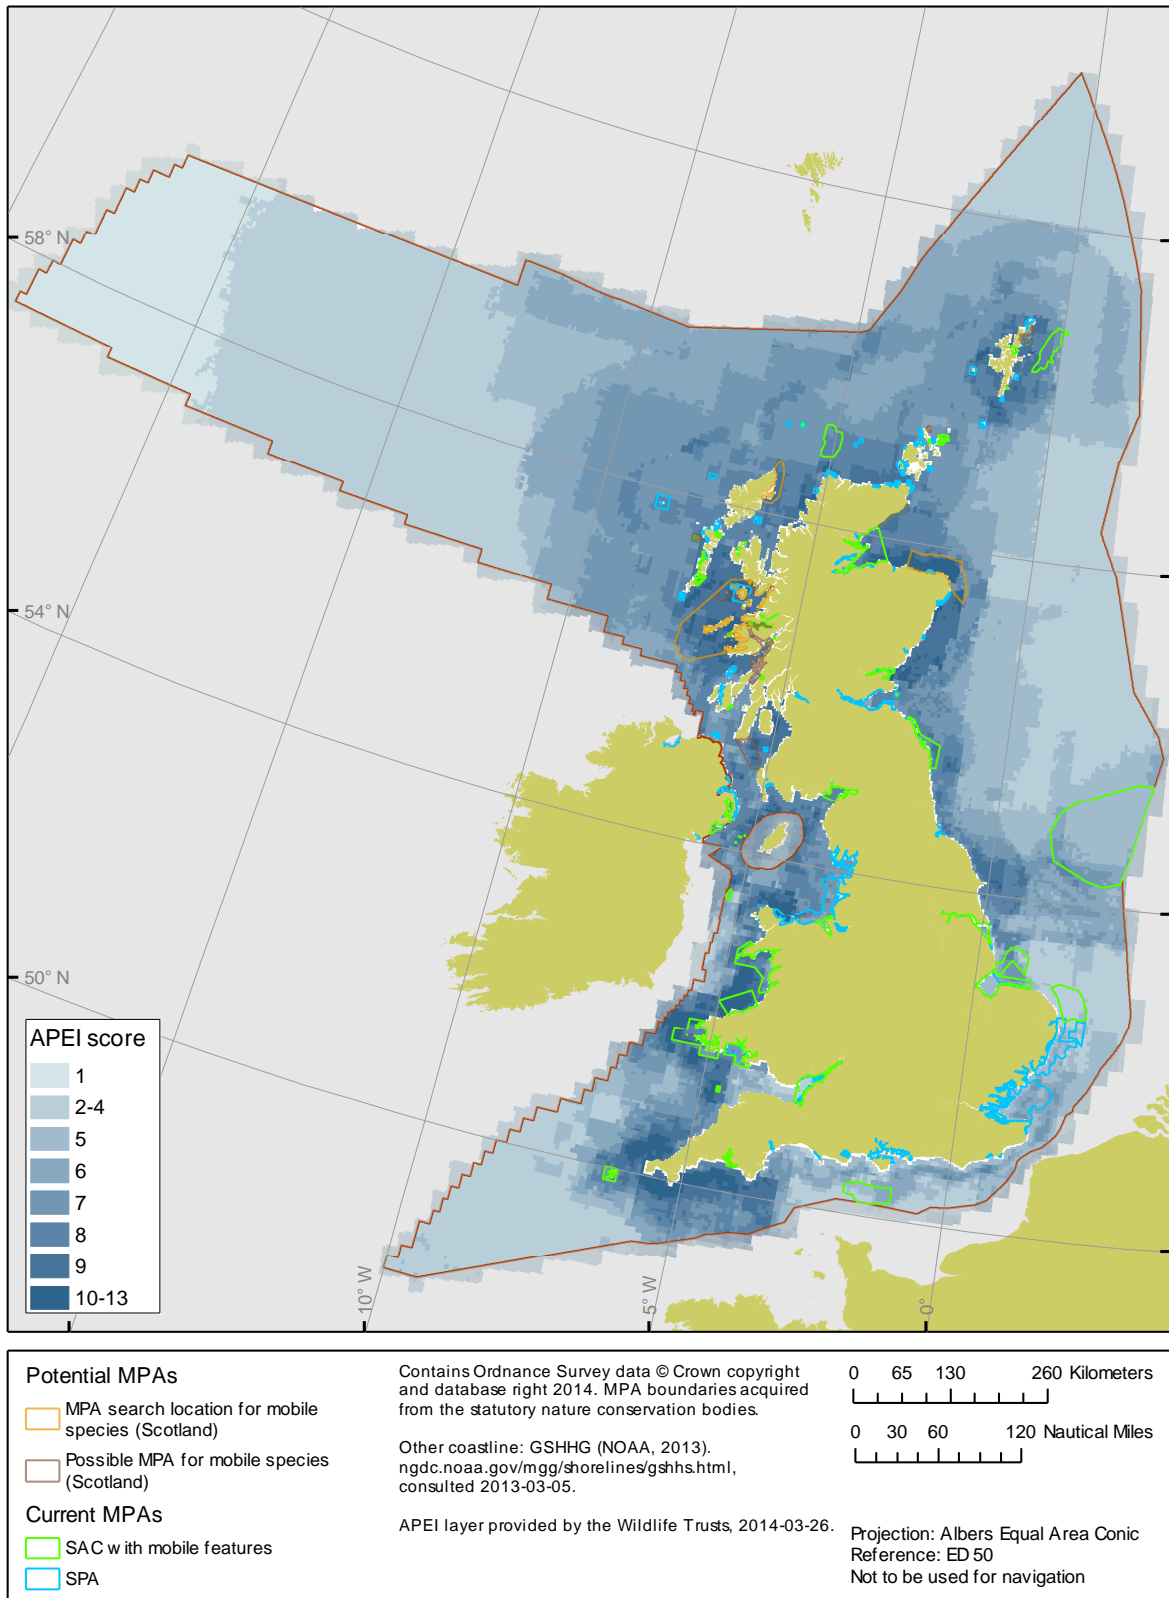 58° N
54° N
50° N
10° W
5° W
0°
APEI score
1
2-4
5
6
7
8
9
10-13
Potential MPAs
MPA search location for mobile
species (Scotland)
Possible MPA for mobile species
(Scotland)
Current MPAs
SAC with mobile features
SPA
Contains Ordnance Survey data © Crown copyright
and database right 2014. MPA boundaries acquired
from the statutory nature conservation bodies.
Other coastline: GSHHG (NOAA, 2013).
ngdc.noaa.gov/mgg/shorelines/gshhs.html,
consulted 2013-03-05.
APEI layer provided by the Wildlife Trusts, 2014-03-26.
0 65 130 260 Kilometers
0 30 60 120 Nautical Miles
Projection: Albers Equal Area Conic
Reference: ED 50
Not to be used for navigation